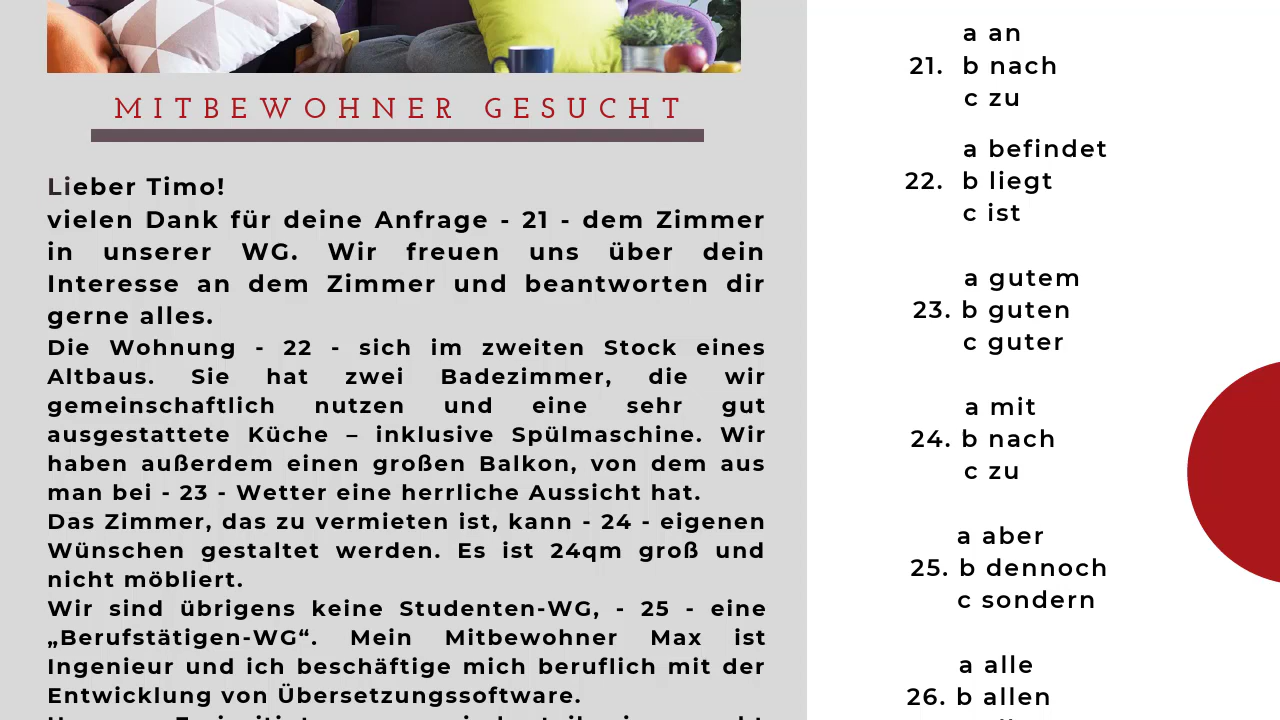 MITBEWOHNER GESUCHT
Lieber Timo!
vielen Dank für deine Anfrage - 21 - dem Zimmer
in unserer WG. Wir freuen uns über dein
Interesse an dem Zimmer und beantworten dir
gerne alles.
Die Wohnung - 22 - sich im zweiten Stock eines
Altbaus. Sie hat zwei Badezimmer, die wir
gemeinschaftlich nutzen und eine sehr gut
ausgestattete Küche – inklusive Spülmaschine. Wir
haben außerdem einen großen Balkon, von dem aus
man bei - 23 - Wetter eine herrliche Aussicht hat.
Das Zimmer, das zu vermieten ist, kann - 24 - eigenen
Wünschen gestaltet werden. Es ist 24qm groß und
nicht möbliert.
Wir sind übrigens keine Studenten-WG, - 25 - eine
„Berufstätigen-WG“. Mein Mitbewohner Max ist
Ingenieur und ich beschäftige mich beruflich mit der
Entwicklung von Übersetzungssoftware.
a an
21. b nach
c zu
a befindet
22. b liegt
c ist
a gutem
23. b guten
c guter
a mit
24. b nach
c zu
a aber
25. b dennoch
c sondern
a alle
26. b allen